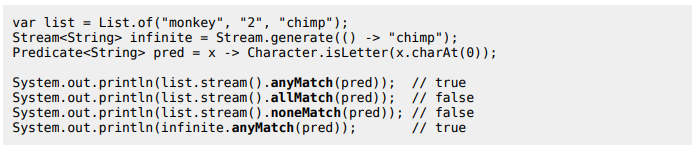 var list = List.of("monkey", "2", "chimp");
Stream<String> infinite = Stream.generate(() -> "chimp");
Predicate<String> pred = x -> Character.isLetter(x.charAt(0));

System.out.println(list.stream().anyMatch(pred));  // true
System.out.println(list.stream().allMatch(pred));  // false
System.out.println(list.stream().noneMatch(pred)); // false
System.out.println(infinite.anyMatch(pred));       // true